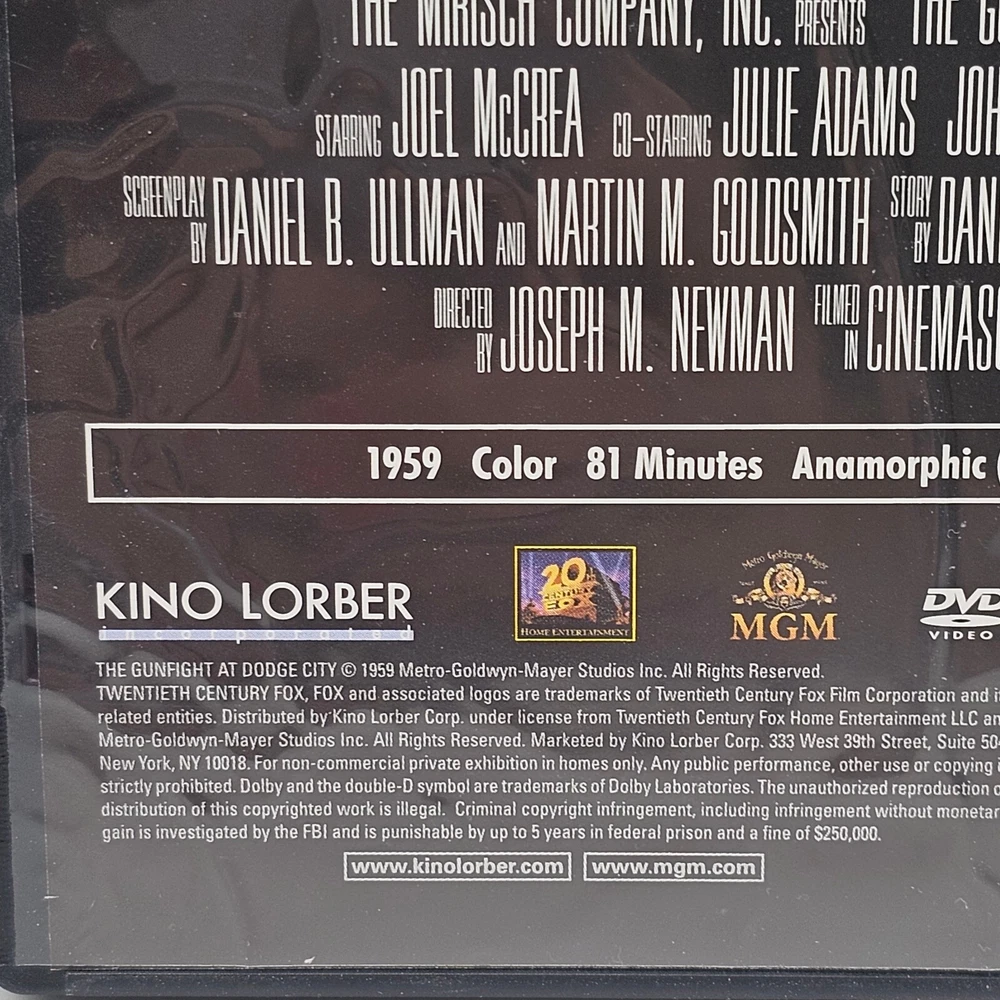 THE MIRISCH COMPANY, INC. PRESENTS THE G
STARRING JOEL McCREA CO-STARRING JULIE ADAMS JOH
SCREENPLAY BY DANIEL B. ULLMAN AND MARTIN M. GOLDSMITH STORY BY DAN
DIRECTED BY JOSEPH M. NEWMAN FILMED IN CINEMASC
1959 Color 81 Minutes Anamorphic (
KINO LORBER
incorporated
20th CENTURY FOX
HOME ENTERTAINMENT
Metro Goldwyn Mayer
MGM
DVD
VIDEO
THE GUNFIGHT AT DODGE CITY © 1959 Metro-Goldwyn-Mayer Studios Inc. All Rights Reserved.
TWENTIETH CENTURY FOX, FOX and associated logos are trademarks of Twentieth Century Fox Film Corporation and i
related entities. Distributed by Kino Lorber Corp. under license from Twentieth Century Fox Home Entertainment LLC an
Metro-Goldwyn-Mayer Studios Inc. All Rights Reserved. Marketed by Kino Lorber Corp. 333 West 39th Street, Suite 50
New York, NY 10018. For non-commercial private exhibition in homes only. Any public performance, other use or copying i
strictly prohibited. Dolby and the double-D symbol are trademarks of Dolby Laboratories. The unauthorized reproduction o
distribution of this copyrighted work is illegal. Criminal copyright infringement, including infringement without monetar
gain is investigated by the FBI and is punishable by up to 5 years in federal prison and a fine of $250,000.
www.kinolorber.com www.mgm.com